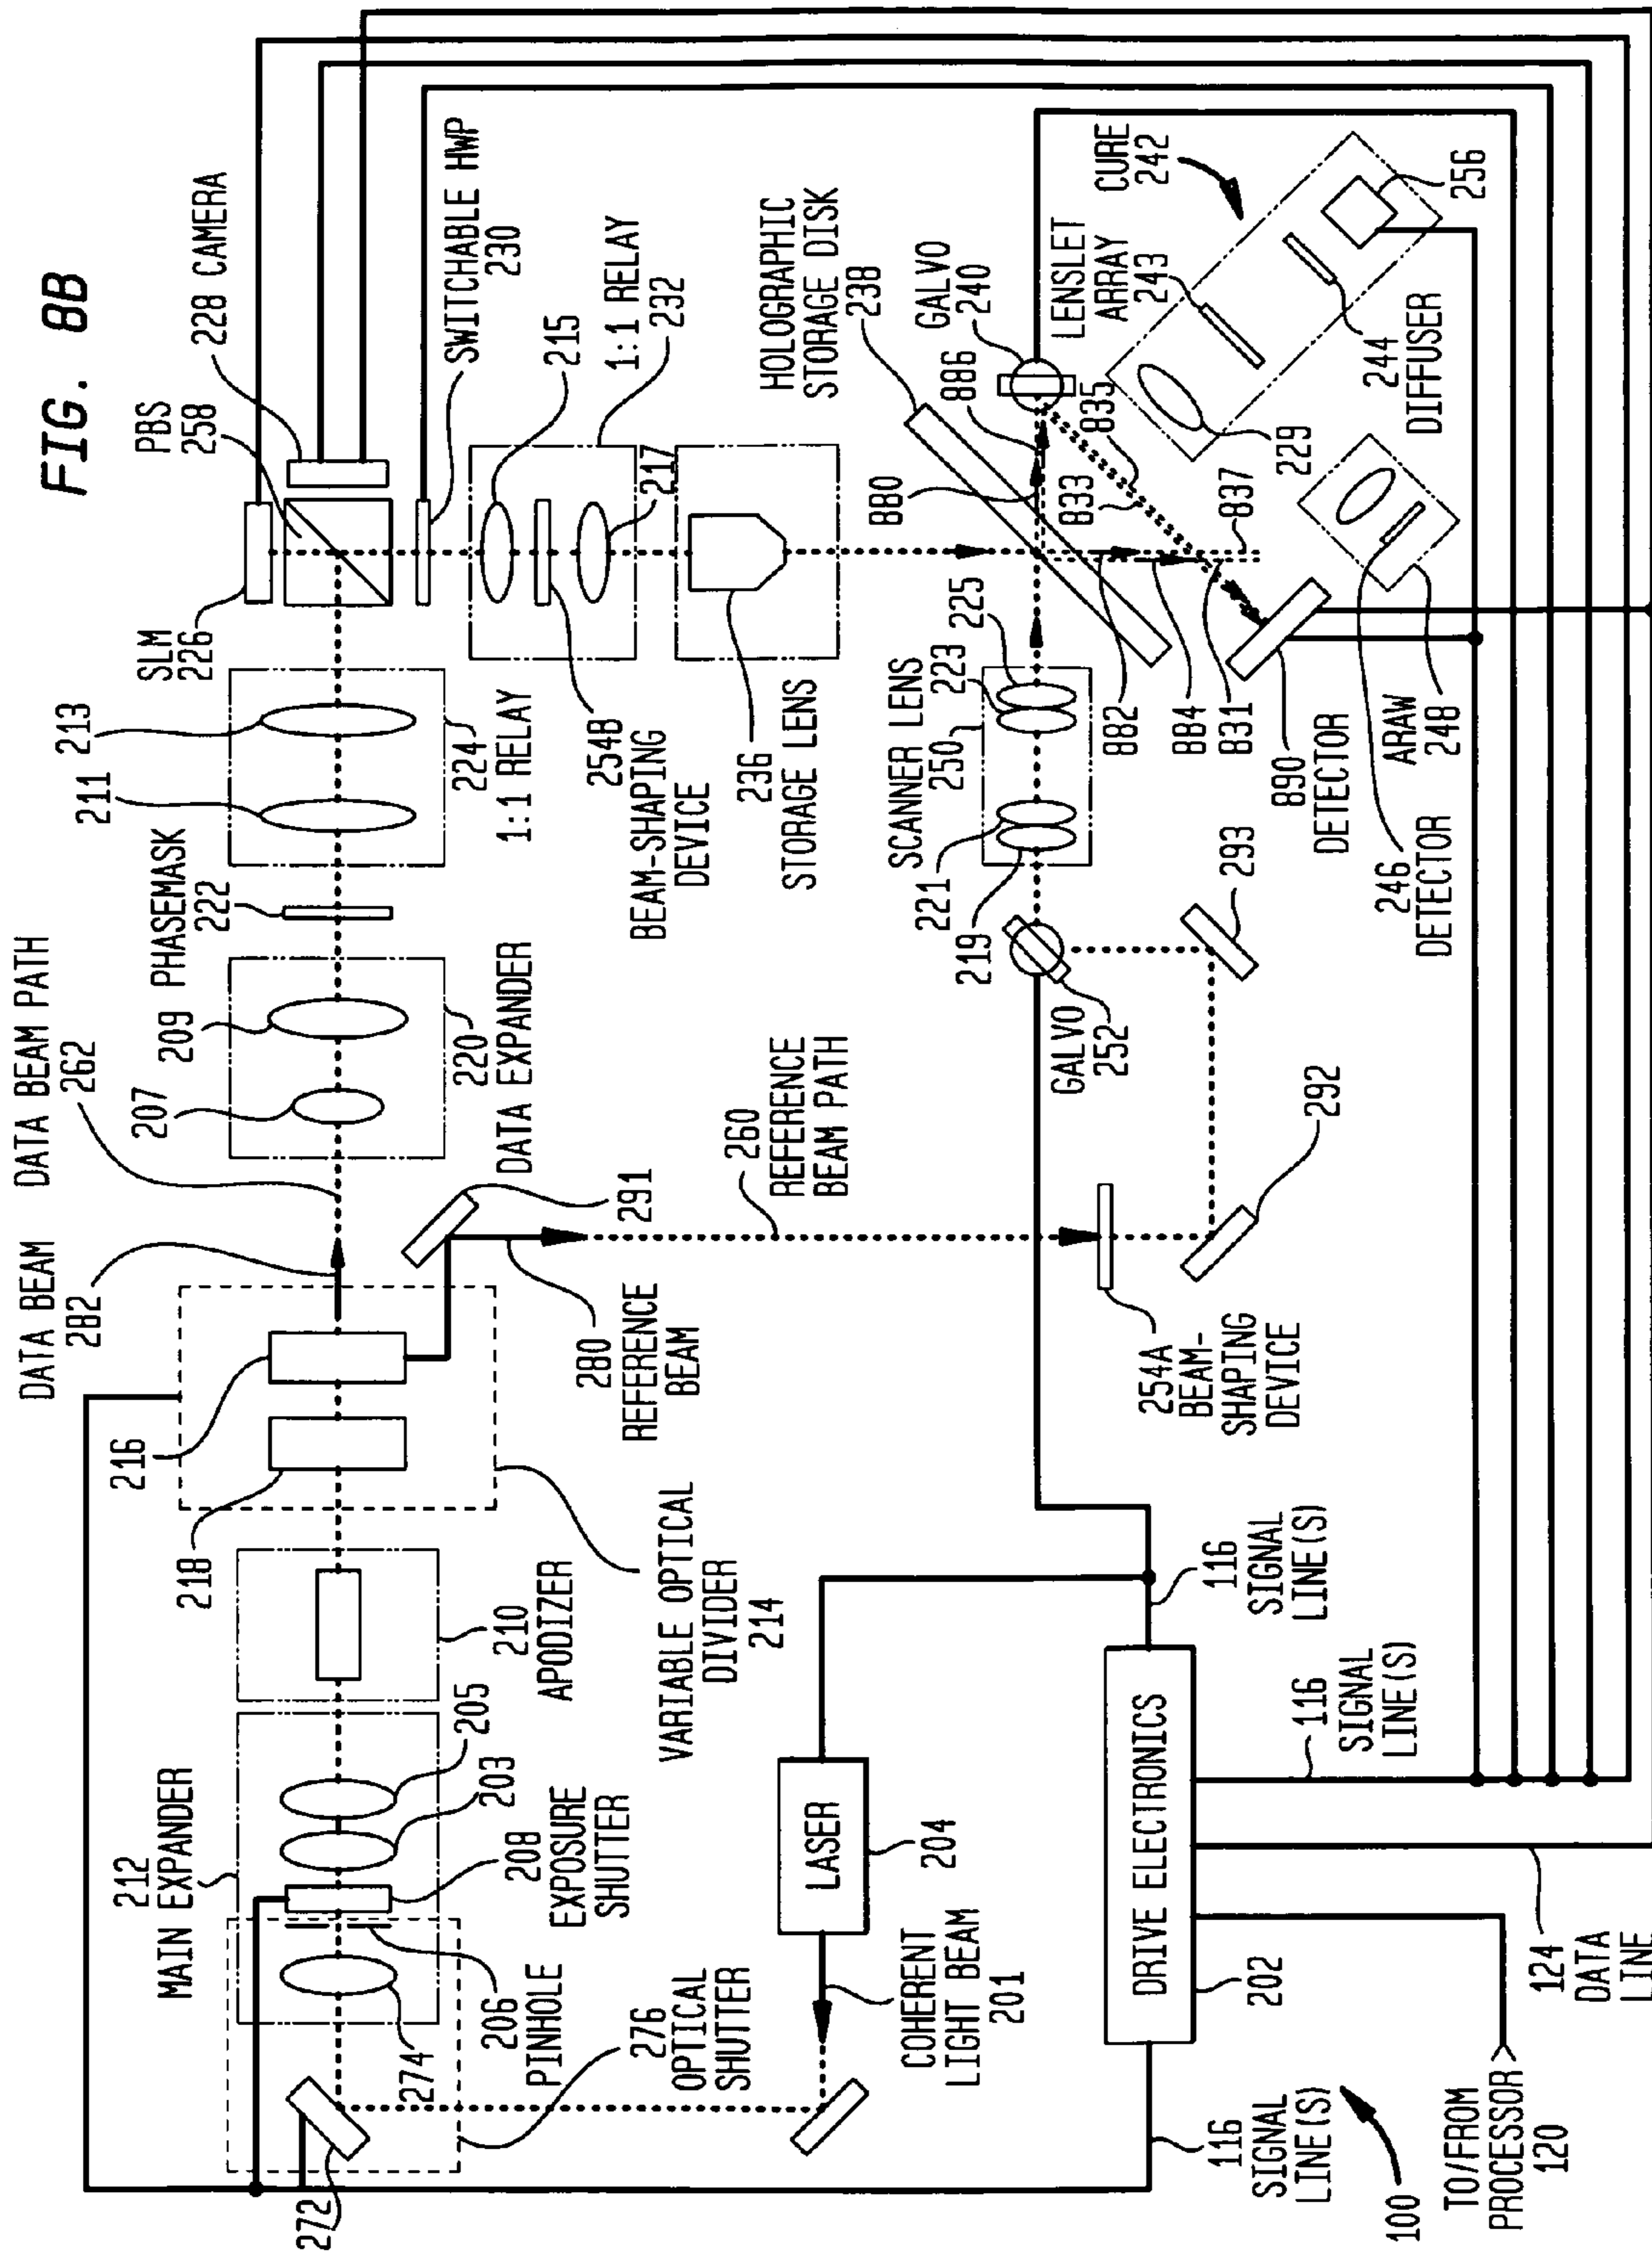 FIG. 8B
DATA BEAM PATH
262
DATA BEAM
282
216
218
212
MAIN EXPANDER
207
209
PHASEMASK
222
211
213
SLM
226
PBS
258
228 CAMERA
SWITCHABLE HWP
230
215
1:1 RELAY
232
217
224
1:1 RELAY
220
DATA EXPANDER
254B
BEAM-SHAPING
DEVICE
236
STORAGE LENS
291
280
REFERENCE
BEAM
260
REFERENCE
BEAM PATH
210
APODIZER
VARIABLE OPTICAL
DIVIDER
214
205
203
208
EXPOSURE
SHUTTER
274
206
PINHOLE
276
OPTICAL
SHUTTER
272
LASER
204
COHERENT
LIGHT BEAM
201
HOLOGRAPHIC
STORAGE DISK
238
GALVO
240
880
886
833
835
837
882
884
831
LENSLET
ARRAY
243
CURE
242
256
244
DIFFUSER
229
SCANNER LENS
250
223
225
221
219
GALVO
252
293
292
254A
BEAM-
SHAPING
DEVICE
890
DETECTOR
246
DETECTOR
ARAW
248
DRIVE ELECTRONICS
202
116
SIGNAL
LINE(S)
116
SIGNAL
LINE(S)
116
SIGNAL
LINE(S)
124
DATA
LINE
TO/FROM
PROCESSOR
120
100